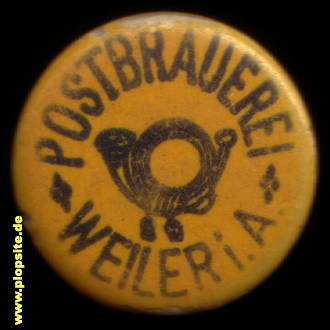 POSTBRAUEREI
WEILER i. A.
www.plopsite.de